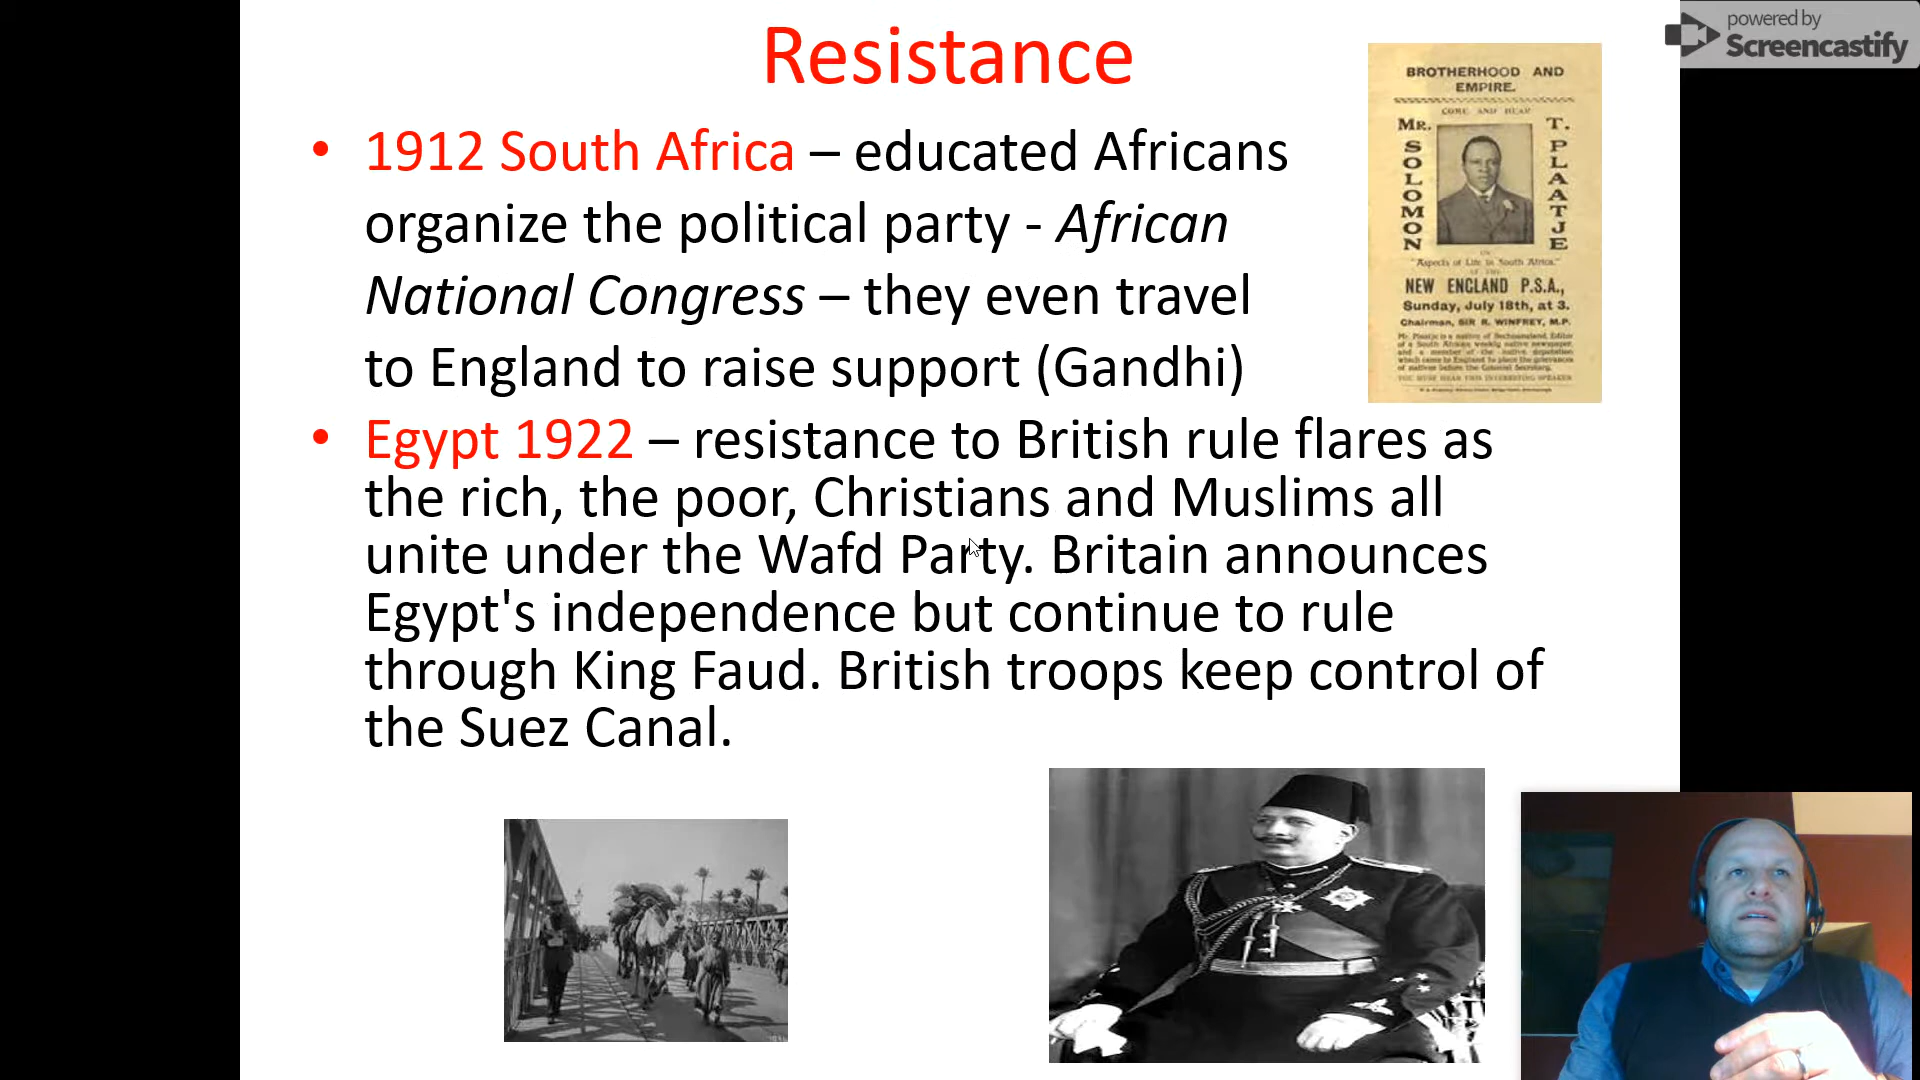 Resistance
• 1912 South Africa – educated Africans
organize the political party - African
National Congress – they even travel
to England to raise support (Gandhi)
• Egypt 1922 – resistance to British rule flares as
the rich, the poor, Christians and Muslims all
unite under the Wafd Party. Britain announces
Egypt's independence but continue to rule
through King Faud. British troops keep control of
the Suez Canal.
BROTHERHOOD AND
EMPIRE.
COME AND HEAR
MR. SOLOMON
T. PLAATJE
ON
"Aspects of Life in South Africa,"
AT THE
NEW ENGLAND P.S.A.,
Sunday, July 18th, at 3.
Chairman, SIR R. WINFREY, M.P.
Mr. Plaatje is a native of Bechuanaland, Editor
of a South African weekly native newspaper,
and a member of the native deputation
which came to England to place the grievances
of natives before the Colonial Secretary.
YOU MUST HEAR THIS INTERESTING SPEAKER
powered by
Screencastify